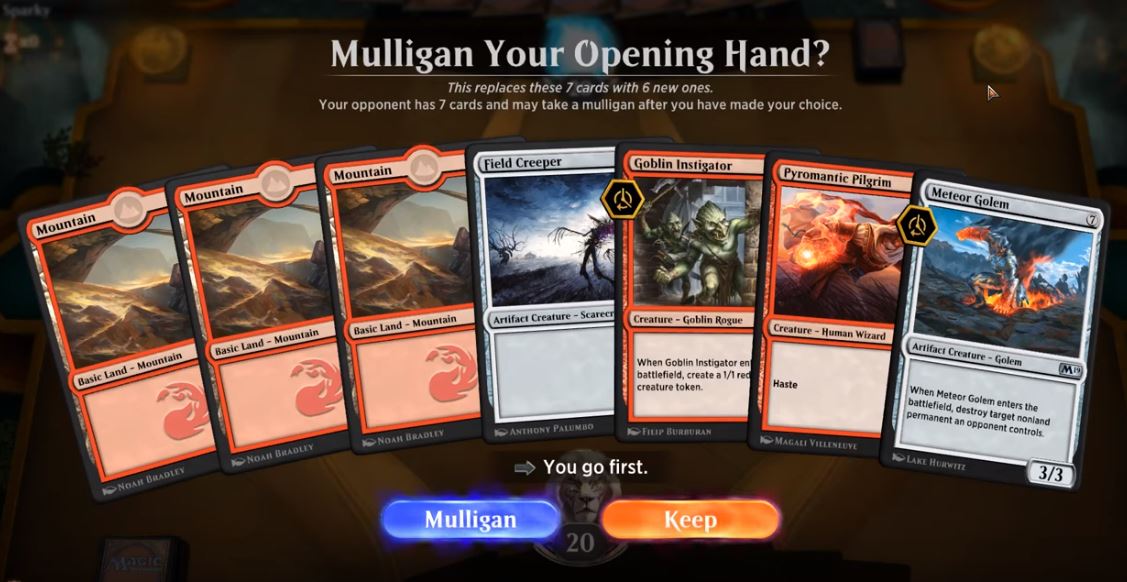 Sparky
Mulligan Your Opening Hand?
This replaces these 7 cards with 6 new ones.
Your opponent has 7 cards and may take a mulligan after you have made your choice.
Mountain
Basic Land – Mountain
NOAH BRADLEY
Mountain
Basic Land – Mountain
NOAH BRADLEY
Mountain
Basic Land – Mountain
NOAH BRADLEY
Field Creeper
Artifact Creature – Scarecr
ANTHONY PALUMBO
Goblin Instigator
Creature – Goblin Rogue
When Goblin Instigator en
battlefield, create a 1/1 red
creature token.
FILIP BURBURAN
Pyromantic Pilgrim
Creature – Human Wizard
Haste
MAGALI VILLENEUVE
Meteor Golem
7
Artifact Creature – Golem
M19
When Meteor Golem enters the
battlefield, destroy target nonland
permanent an opponent controls.
LAKE HURWITZ
3/3
You go first.
Mulligan
Keep
20
MAGIC